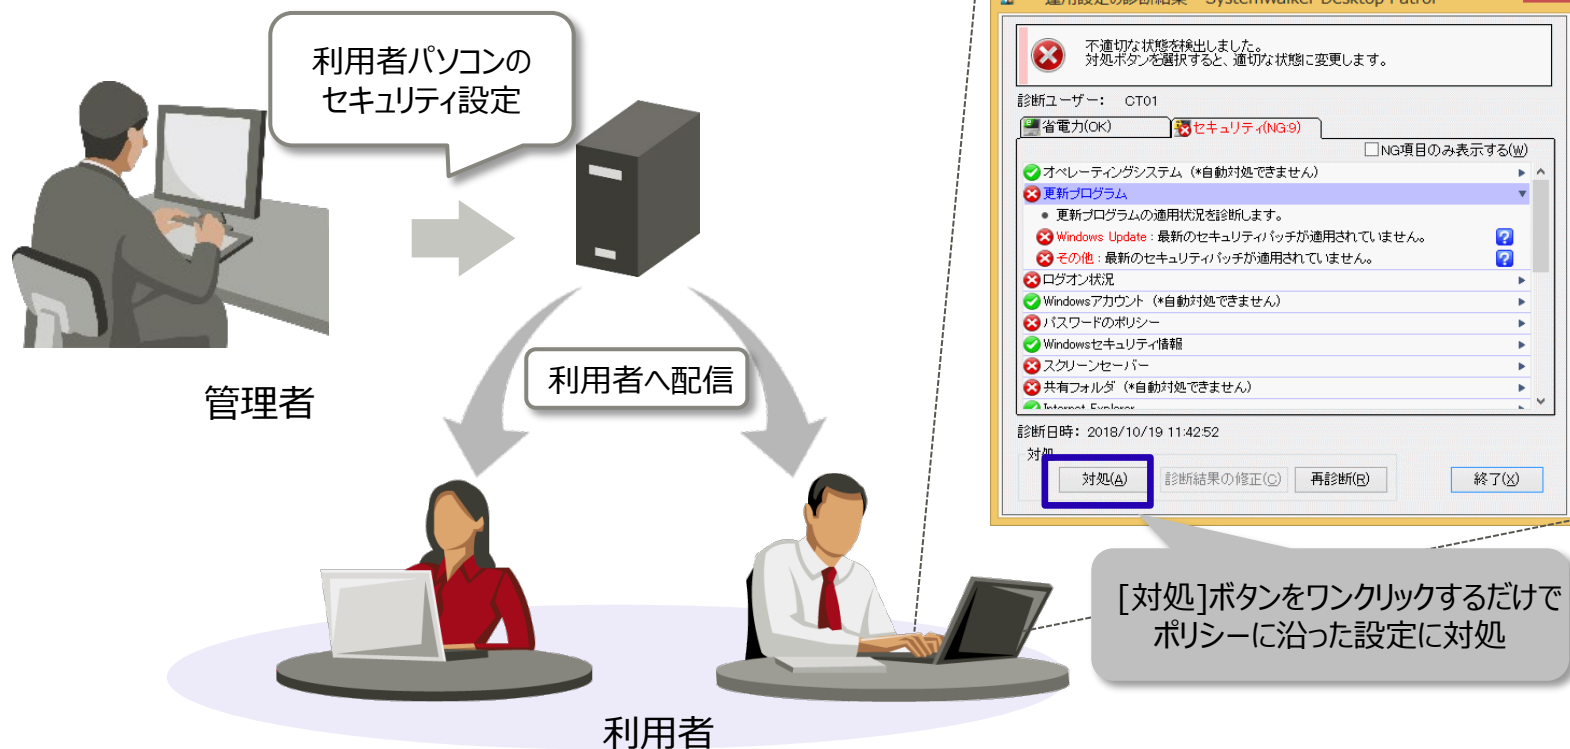 利用者パソコンの
セキュリティ設定
管理者
利用者へ配信
利用者
運用設定の診断結果 - Systemwalker Desktop Patrol
不適切な状態を検出しました。
対処ボタンを選択すると、適切な状態に変更します。
診断ユーザー： CT01
省電力(OK)
セキュリティ(NG:9)
NG項目のみ表示する(W)
オペレーティングシステム (*自動対処できません)
更新プログラム
• 更新プログラムの適用状況を診断します。
Windows Update : 最新のセキュリティパッチが適用されていません。
その他 : 最新のセキュリティパッチが適用されていません。
ログオン状況
Windowsアカウント (*自動対処できません)
パスワードのポリシー
Windowsセキュリティ情報
スクリーンセーバー
共有フォルダ (*自動対処できません)
Internet Explorer
診断日時： 2018/10/19 11:42:52
対処
対処(A)
診断結果の修正(C)
再診断(R)
終了(X)
[対処]ボタンをワンクリックするだけで
ポリシーに沿った設定に対処